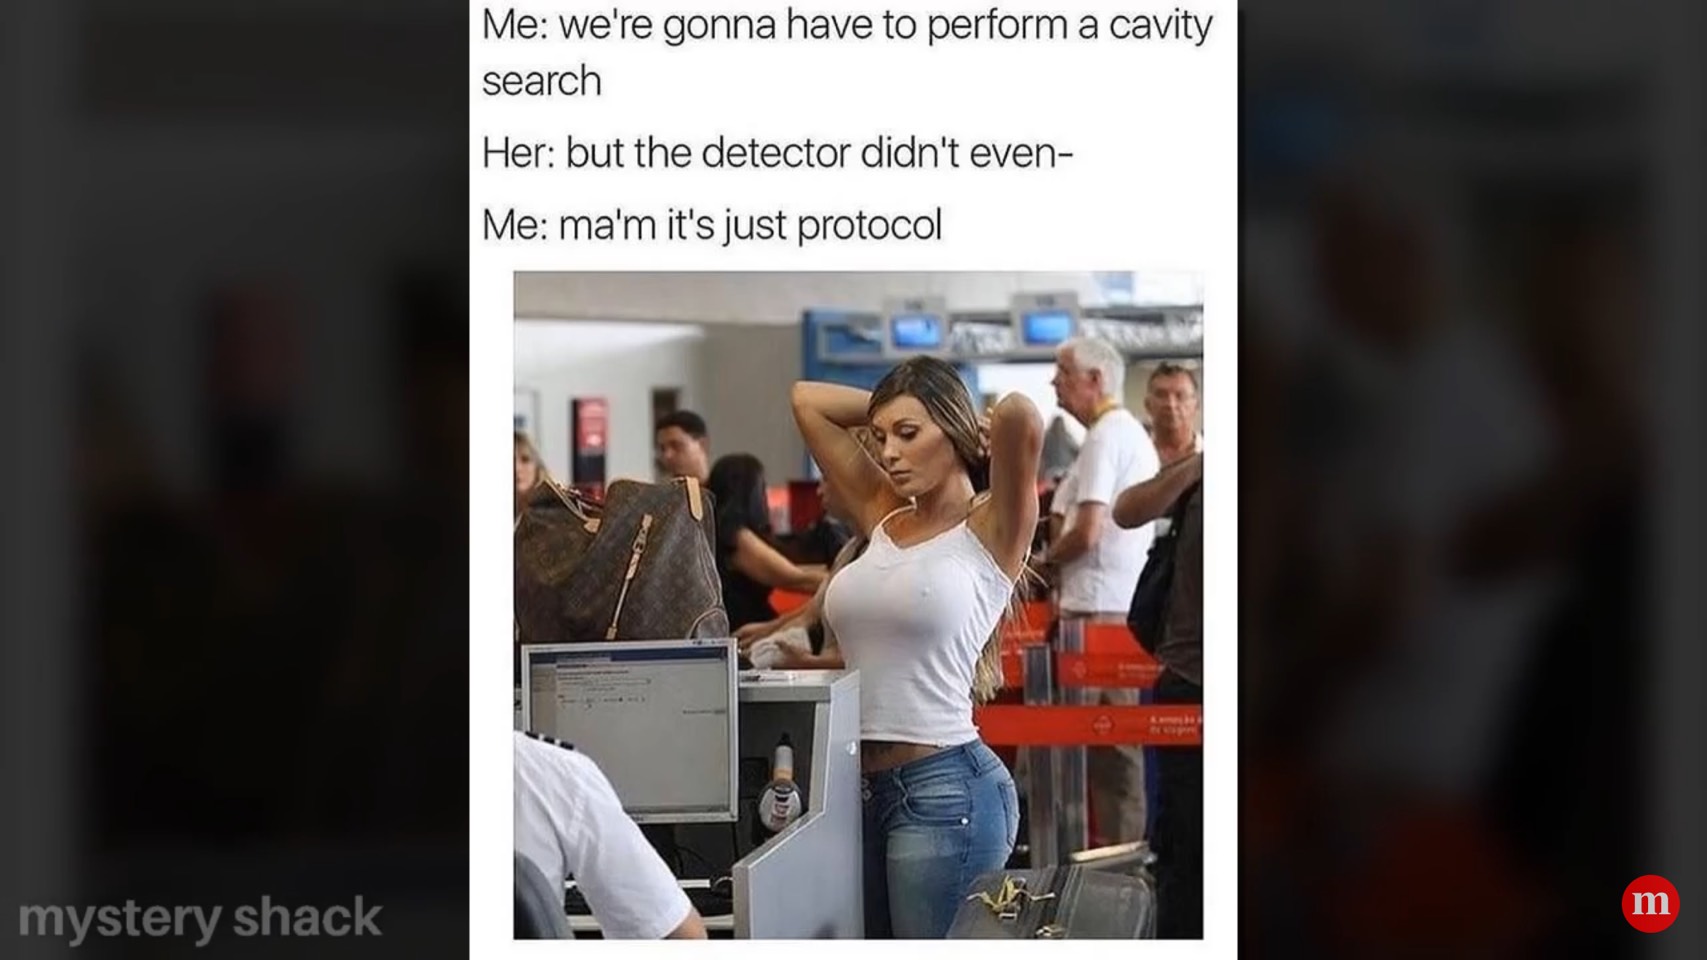 Me: we're gonna have to perform a cavity
search
Her: but the detector didn't even-
Me: ma'm it's just protocol
mystery shack
m